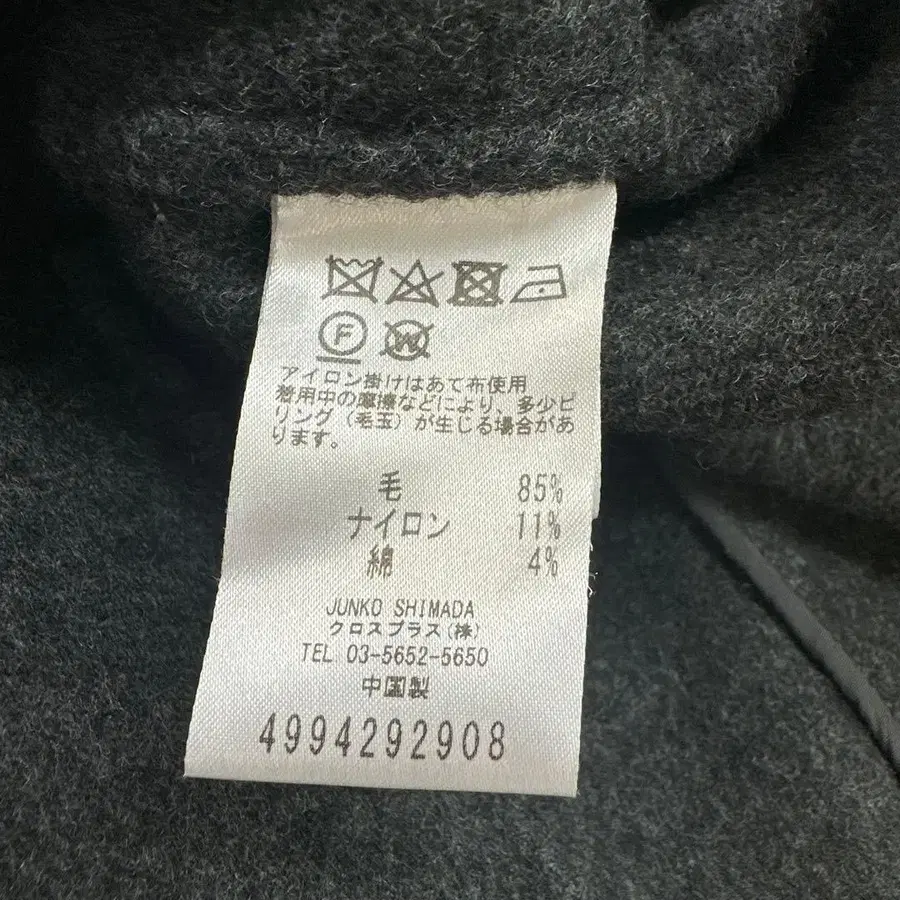 F W
アイロン掛けはあて布使用
着用中の摩擦などにより、多少ピ
リング（毛玉）が生じる場合があ
ります。
毛 85%
ナイロン 11%
綿 4%
JUNKO SHIMADA
クロスプラス(株)
TEL 03-5652-5650
中国製
4994292908